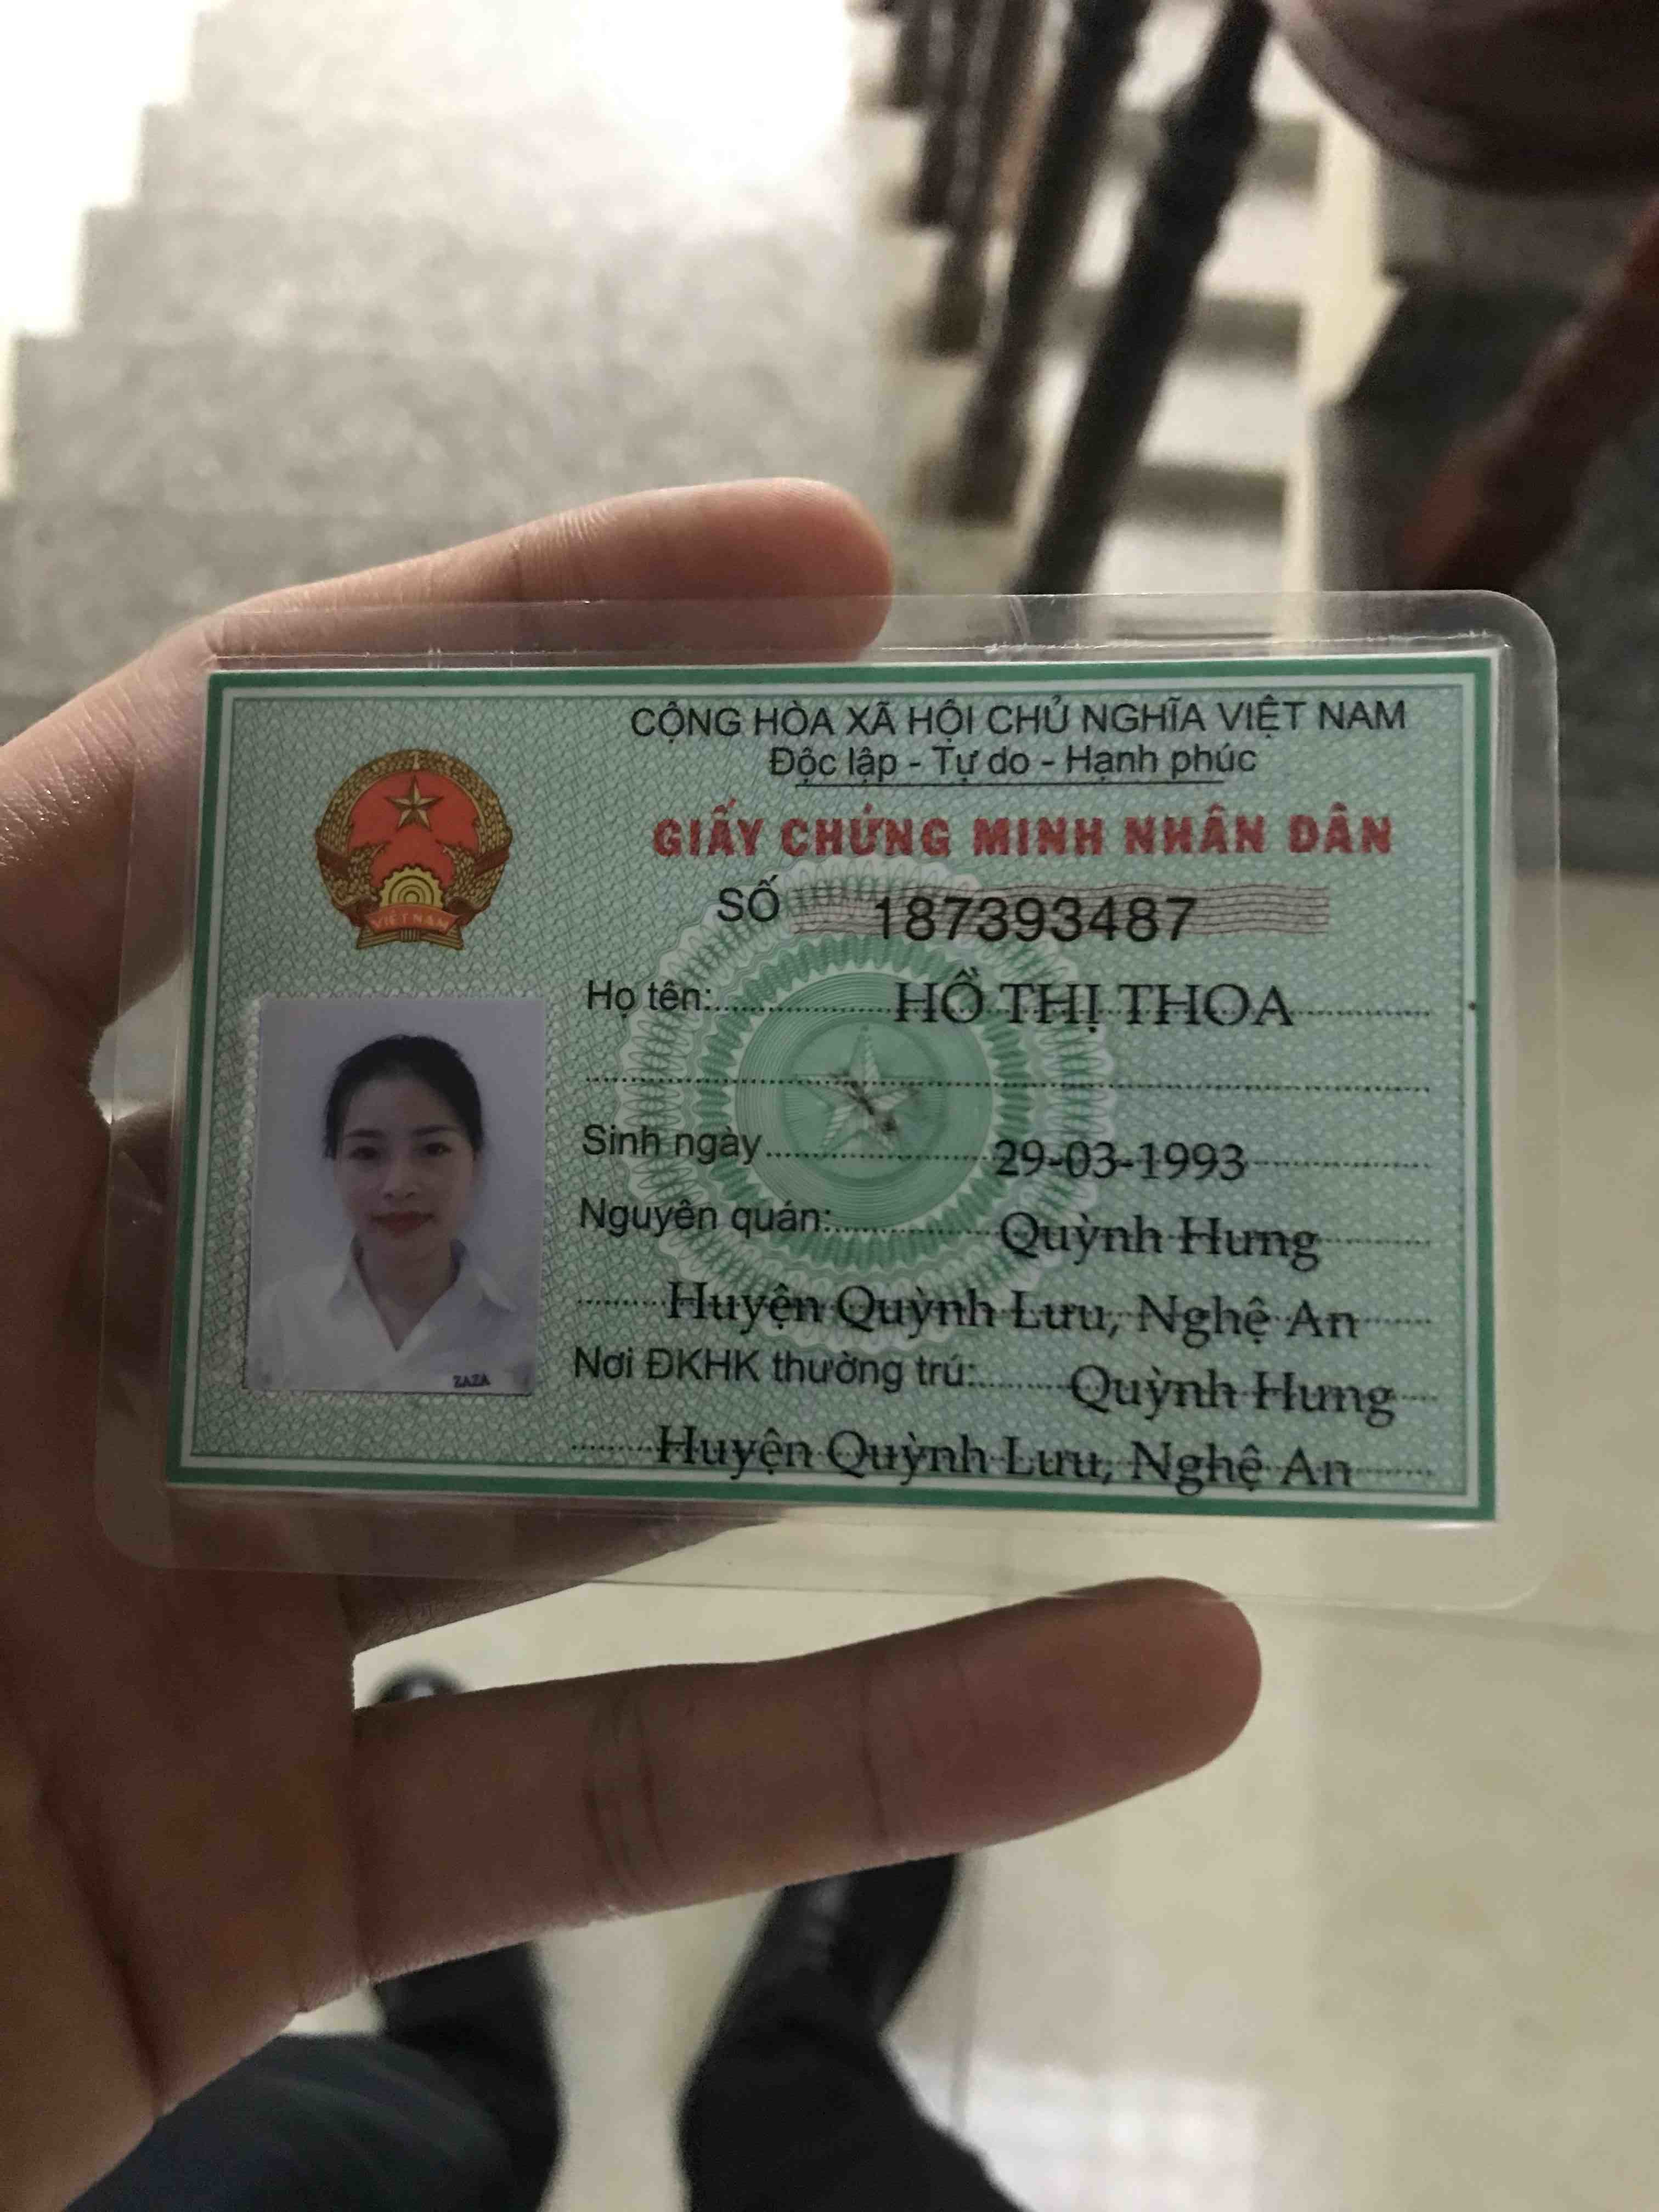 CỘNG HÒA XÃ HỘI CHỦ NGHĨA VIỆT NAM
Độc lập - Tự do - Hạnh phúc
GIẤY CHỨNG MINH NHÂN DÂN
SỐ 187393487
Họ tên: HỒ THỊ THOA
Sinh ngày 29-03-1993
Nguyên quán: Quỳnh Hưng
Huyện Quỳnh Lưu, Nghệ An
Nơi ĐKHK thường trú: Quỳnh Hưng
Huyện Quỳnh Lưu, Nghệ An
VIỆT NAM
ZAZA